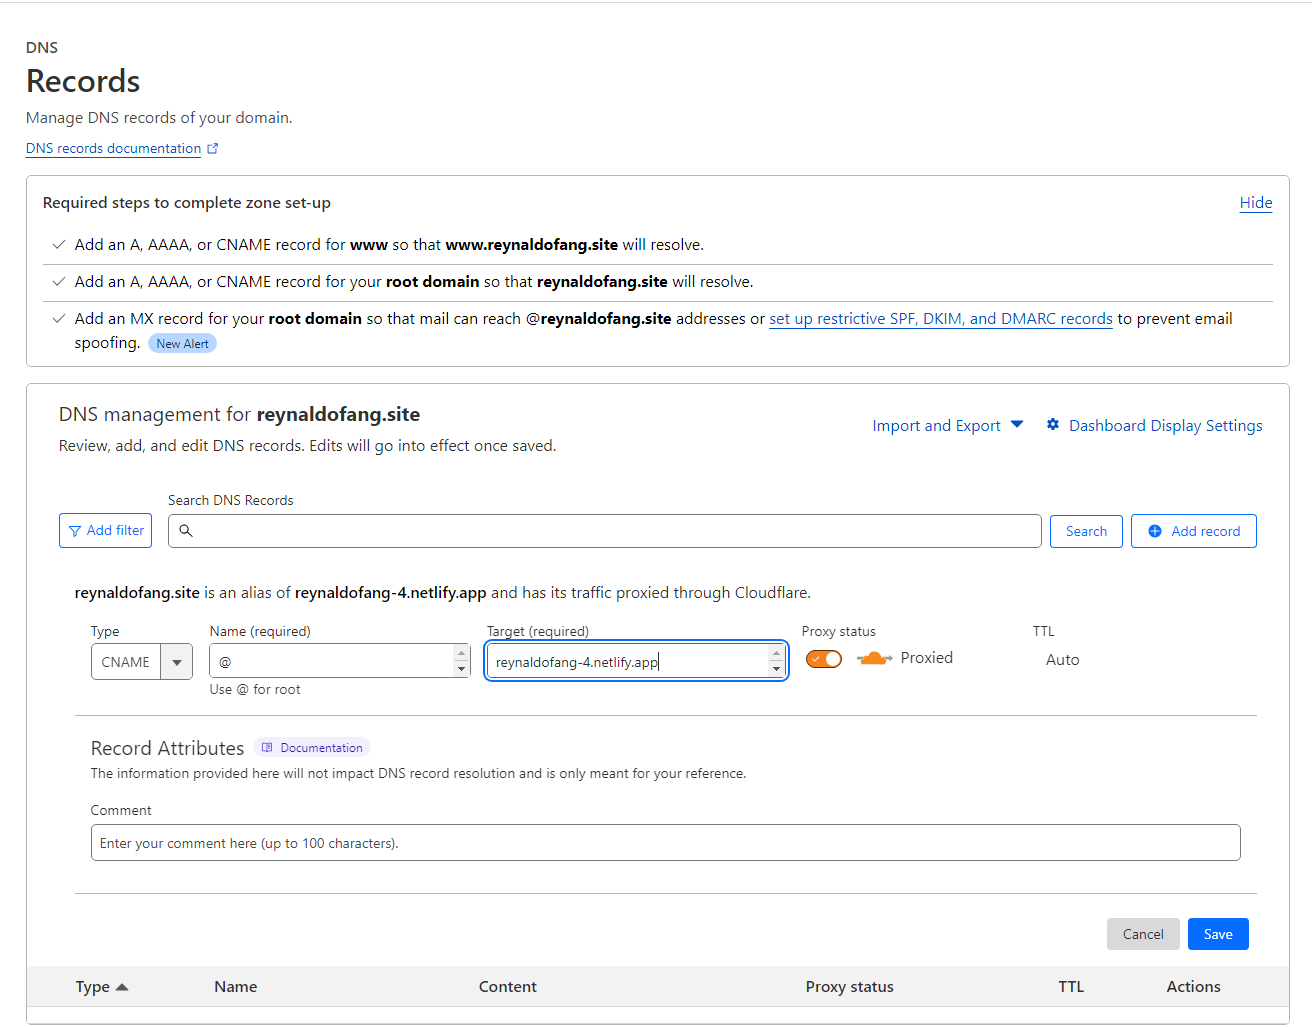 DNS
Records
Manage DNS records of your domain.
DNS records documentation
Required steps to complete zone set-up
Hide
Add an A, AAAA, or CNAME record for www so that www.reynaldofang.site will resolve.
Add an A, AAAA, or CNAME record for your root domain so that reynaldofang.site will resolve.
Add an MX record for your root domain so that mail can reach @reynaldofang.site addresses or set up restrictive SPF, DKIM, and DMARC records to prevent email
spoofing. New Alert
DNS management for reynaldofang.site
Review, add, and edit DNS records. Edits will go into effect once saved.
Import and Export
Dashboard Display Settings
Search DNS Records
Add filter
Search
Add record
reynaldofang.site is an alias of reynaldofang-4.netlify.app and has its traffic proxied through Cloudflare.
Type
Name (required)
Target (required)
Proxy status
TTL
CNAME
@
reynaldofang-4.netlify.app
Proxied
Auto
Use @ for root
Record Attributes
Documentation
The information provided here will not impact DNS record resolution and is only meant for your reference.
Comment
Enter your comment here (up to 100 characters).
Cancel
Save
Type
Name
Content
Proxy status
TTL
Actions